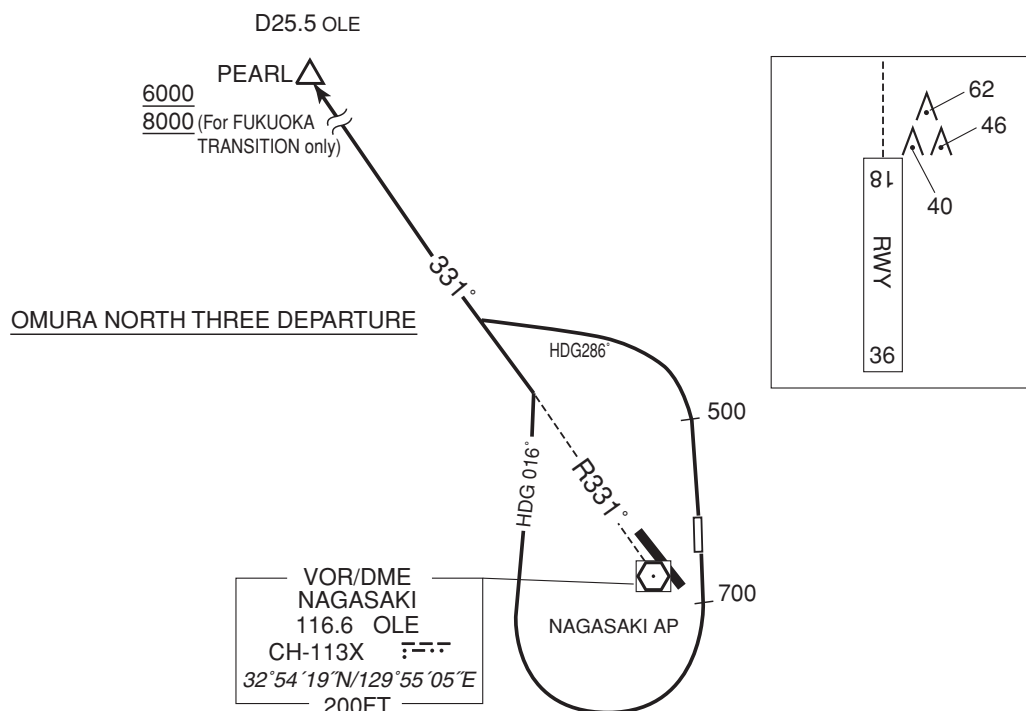 D25.5 OLE
PEARL
6000
8000 (For FUKUOKA
TRANSITION only)
331°
OMURA NORTH THREE DEPARTURE
HDG286°
500
HDG 016°
R331°
700
NAGASAKI AP
VOR/DME
NAGASAKI
116.6 OLE
CH-113X
32°54´19˝N/129°55´05˝E
200FT
62
46
40
18
RWY
36